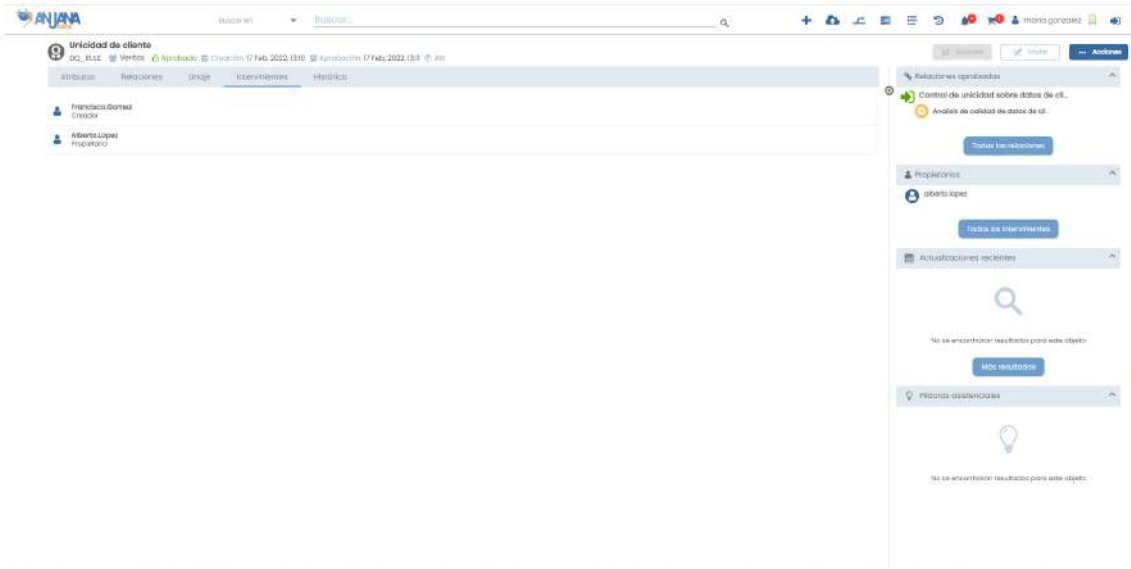 ANJANA
Buscar en
Buscar...
maria.gonzalez
Unicidad de cliente
DQ_RULE Ventas Aprobado Creación: 17 Feb, 2022, 13:10 Aprobación: 17 Feb, 2022, 13:11
Guardar
Enviar
Acciones
Atributos
Relaciones
Linaje
Intervinientes
Histórico
Francisco.Gomez
Creador
Alberto.Lopez
Propietario
Relaciones aprobadas
Control de unicidad sobre datos de cli...
Analisis de calidad de datos de cli...
Todas las relaciones
Propietarios
alberto.lopez
Todos los intervinientes
Actualizaciones recientes
No se encontraron resultados para este objeto
Más resultados
Píldoras asistenciales
No se encontraron resultados para este objeto